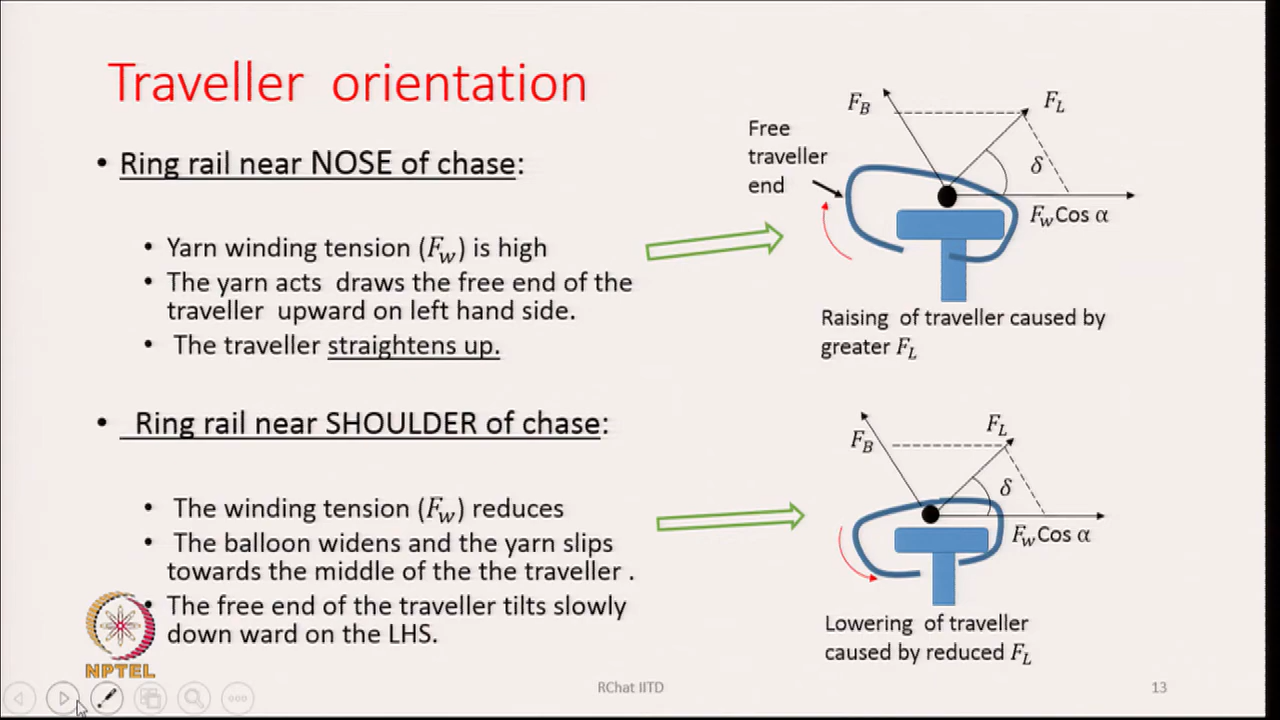 Traveller orientation
• Ring rail near NOSE of chase:
• Yarn winding tension (F_w) is high
• The yarn acts draws the free end of the
traveller upward on left hand side.
• The traveller straightens up.
• Ring rail near SHOULDER of chase:
• The winding tension (F_w) reduces
• The balloon widens and the yarn slips
towards the middle of the the traveller .
• The free end of the traveller tilts slowly
down ward on the LHS.
Free
traveller
end
F_B
F_L
δ
F_w Cos α
Raising of traveller caused by
greater F_L
F_B
F_L
δ
F_w Cos α
Lowering of traveller
caused by reduced F_L
NPTEL
RChat IITD
13